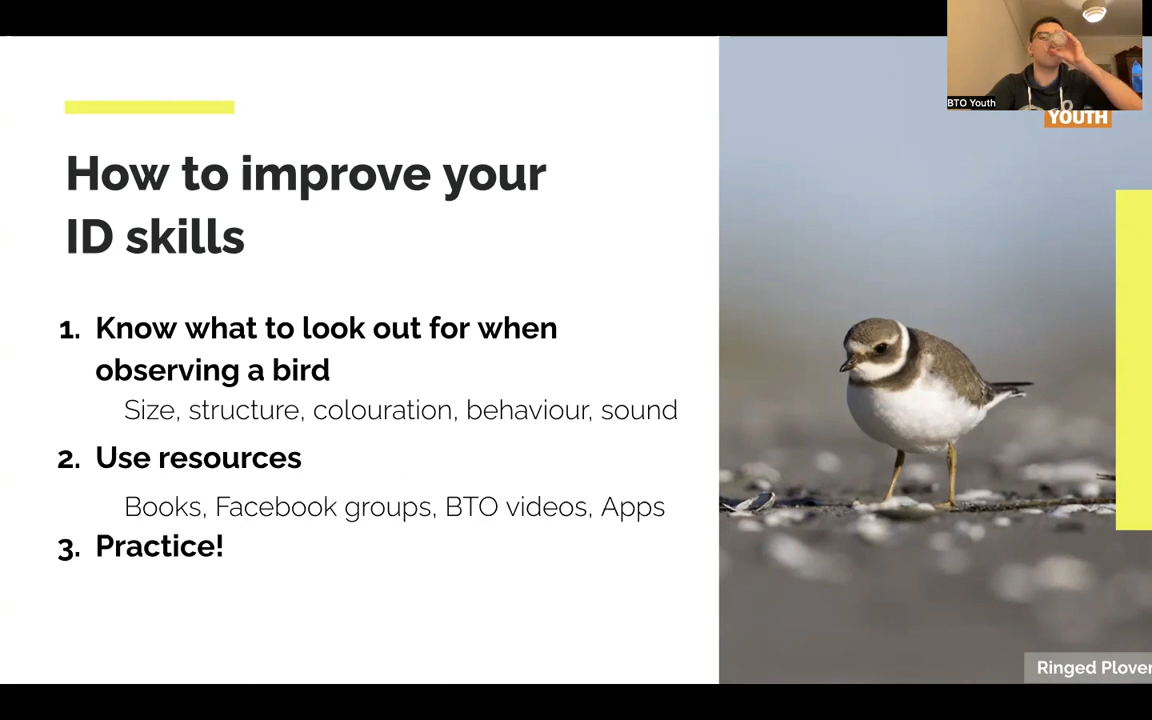 BTO Youth
YOUTH
How to improve your
ID skills
1. Know what to look out for when
observing a bird
Size, structure, colouration, behaviour, sound
2. Use resources
Books, Facebook groups, BTO videos, Apps
3. Practice!
Ringed Plover